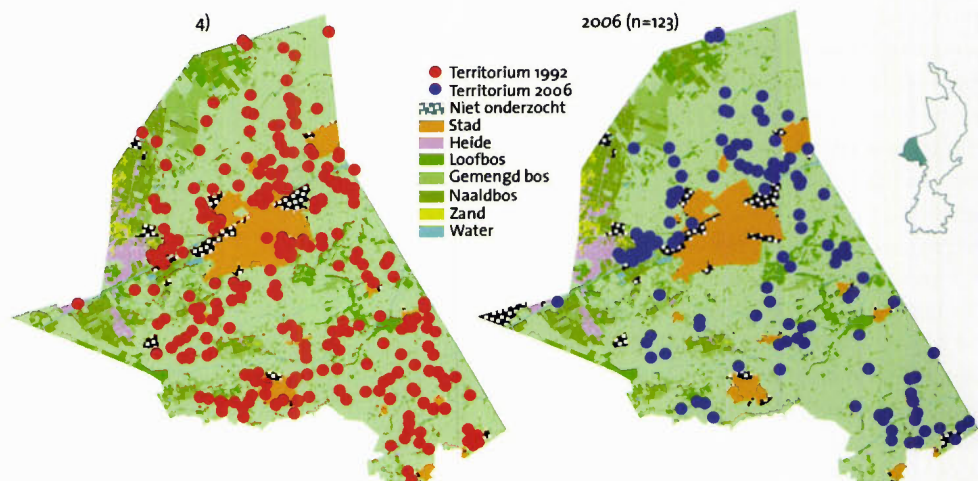 4)
2006 (n=123)
Territorium 1992
Territorium 2006
Niet onderzocht
Stad
Heide
Loofbos
Gemengd bos
Naaldbos
Zand
Water